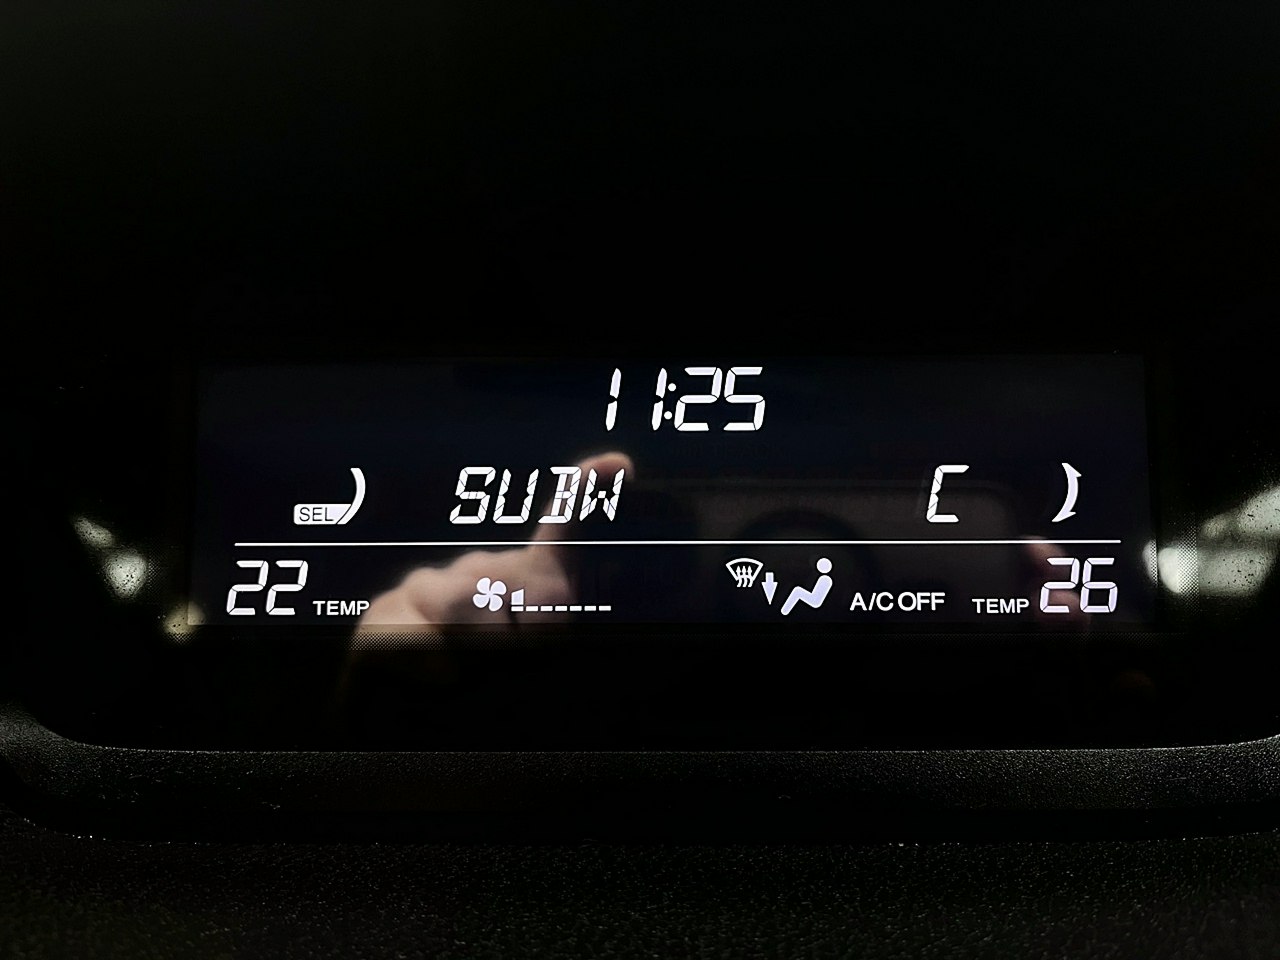 11:25
SEL SUBW C
22 TEMP A/C OFF TEMP 26